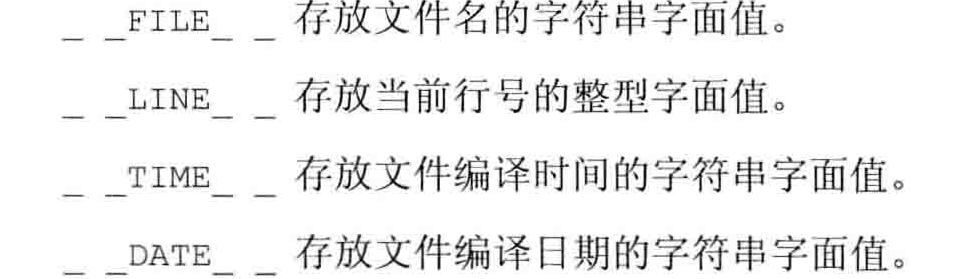 _ _FILE_ _ 存放文件名的字符串字面值。
_ _LINE_ _ 存放当前行号的整型字面值。
_ _TIME_ _ 存放文件编译时间的字符串字面值。
_ _DATE_ _ 存放文件编译日期的字符串字面值。